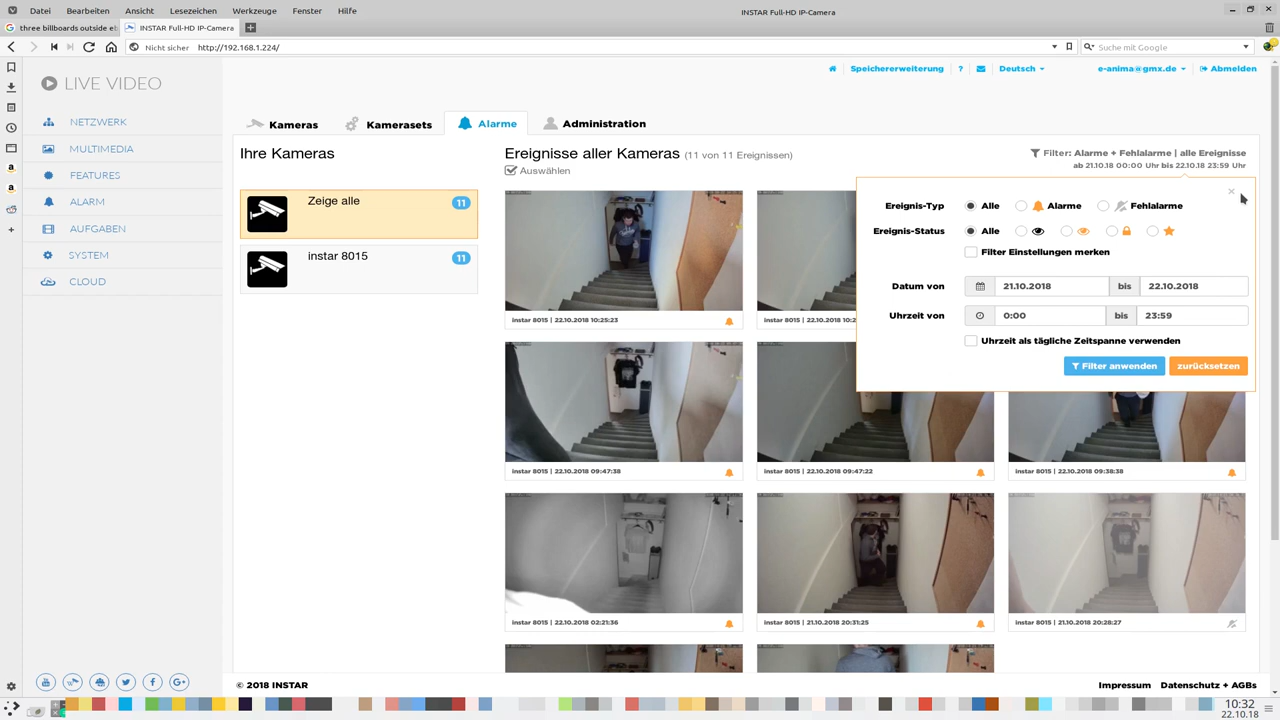 Datei Bearbeiten Ansicht Lesezeichen Werkzeuge Fenster Hilfe
INSTAR Full-HD IP-Camera
three billboards outside e
INSTAR Full-HD IP-Camera
Nicht sicher http://192.168.1.224/
Suche mit Google
LIVE VIDEO
NETZWERK
MULTIMEDIA
FEATURES
ALARM
AUFGABEN
SYSTEM
CLOUD
Speichererweiterung ? Deutsch e-anima@gmx.de Abmelden
Kameras Kamerasets Alarme Administration
Ihre Kameras
Zeige alle 11
instar 8015 11
Ereignisse aller Kameras (11 von 11 Ereignissen)
Auswählen
Filter: Alarme + Fehlalarme | alle Ereignisse
ab 21.10.18 00:00 Uhr bis 22.10.18 23:59 Uhr
×
Ereignis-Typ Alle Alarme Fehlalarme
Ereignis-Status Alle
Filter Einstellungen merken
Datum von 21.10.2018 bis 22.10.2018
Uhrzeit von 0:00 bis 23:59
Uhrzeit als tägliche Zeitspanne verwenden
Filter anwenden zurücksetzen
instar 8015 | 22.10.2018 10:25:23
instar 8015 | 22.10.2018 10:2
instar 8015 | 22.10.2018 09:47:38
instar 8015 | 22.10.2018 09:47:22
instar 8015 | 22.10.2018 09:38:38
instar 8015 | 22.10.2018 02:21:36
instar 8015 | 21.10.2018 20:31:25
instar 8015 | 21.10.2018 20:28:27
© 2018 INSTAR
Impressum Datenschutz + AGBs
10:32
22.10.18